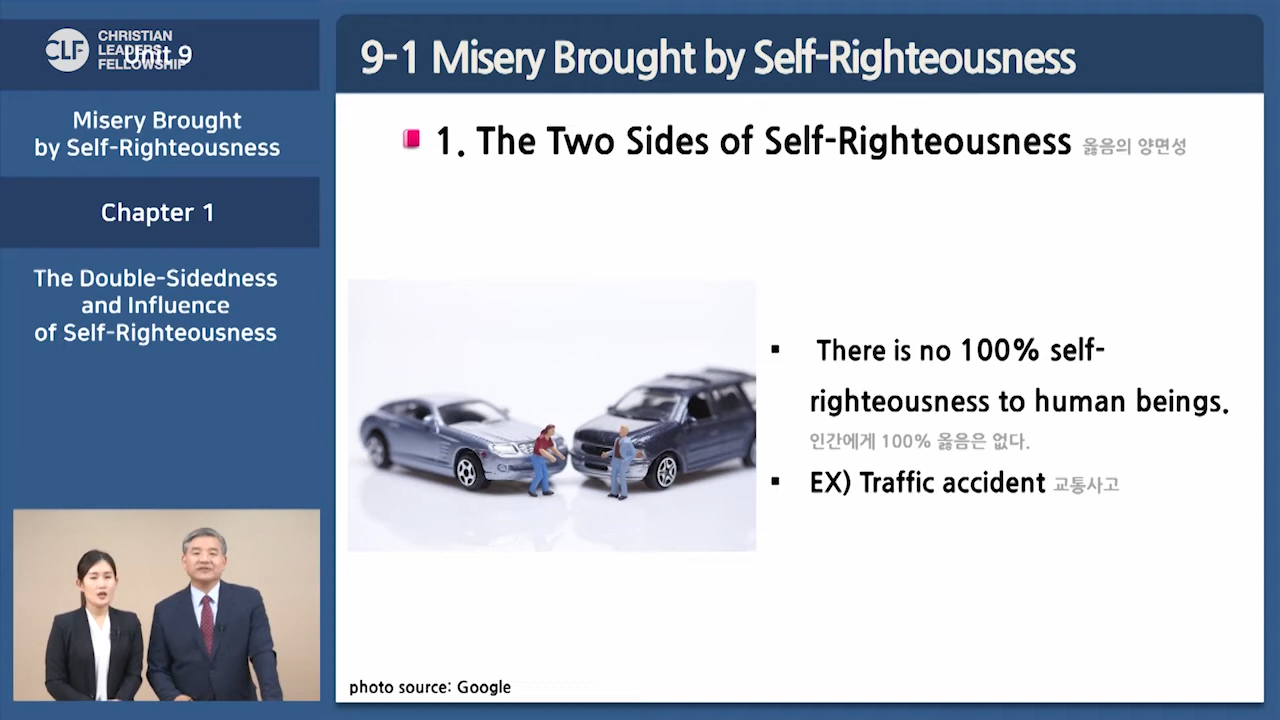 CLF
CHRISTIAN
LEADERS
FELLOWSHIP
Unit 9
Misery Brought
by Self-Righteousness
Chapter 1
The Double-Sidedness
and Influence
of Self-Righteousness
9-1 Misery Brought by Self-Righteousness
1. The Two Sides of Self-Righteousness 옳음의 양면성
▪ There is no 100% self-
righteousness to human beings.
인간에게 100% 옳음은 없다.
▪ EX) Traffic accident 교통사고
photo source: Google